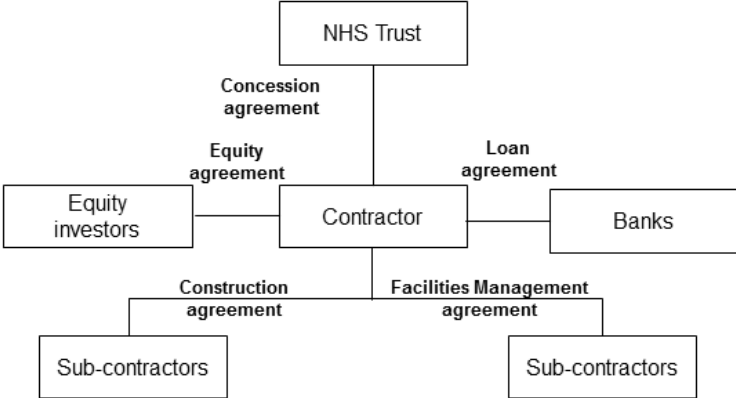 NHS Trust
Concession
agreement
Equity
agreement
Loan
agreement
Equity
investors
Contractor
Banks
Construction
agreement
Facilities Management
agreement
Sub-contractors
Sub-contractors